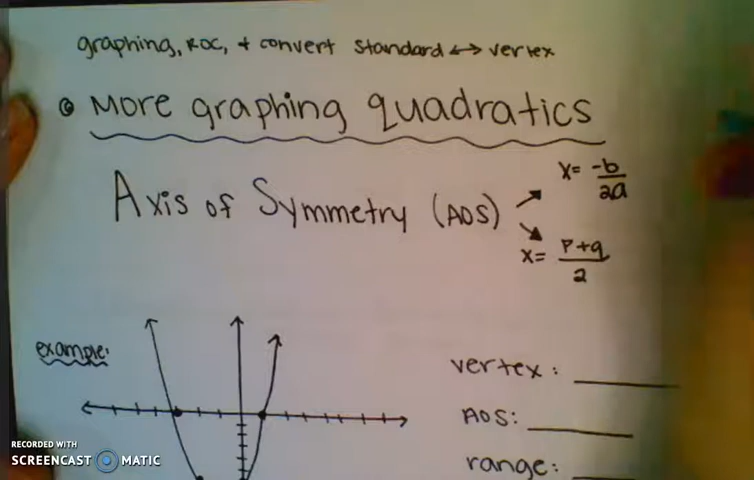 graphing, ROC, + convert standard ↔ vertex
More graphing quadratics
Axis of Symmetry (AOS)
x= -b/2a
x= p+q/2
example:
vertex:
AOS:
range:
RECORDED WITH
SCREENCAST MATIC